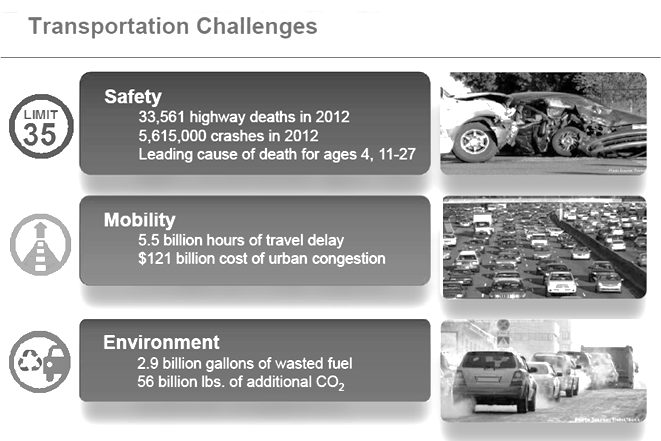 Transportation Challenges
LIMIT
35
Safety
33,561 highway deaths in 2012
5,615,000 crashes in 2012
Leading cause of death for ages 4, 11-27
Mobility
5.5 billion hours of travel delay
$121 billion cost of urban congestion
Environment
2.9 billion gallons of wasted fuel
56 billion lbs. of additional CO₂